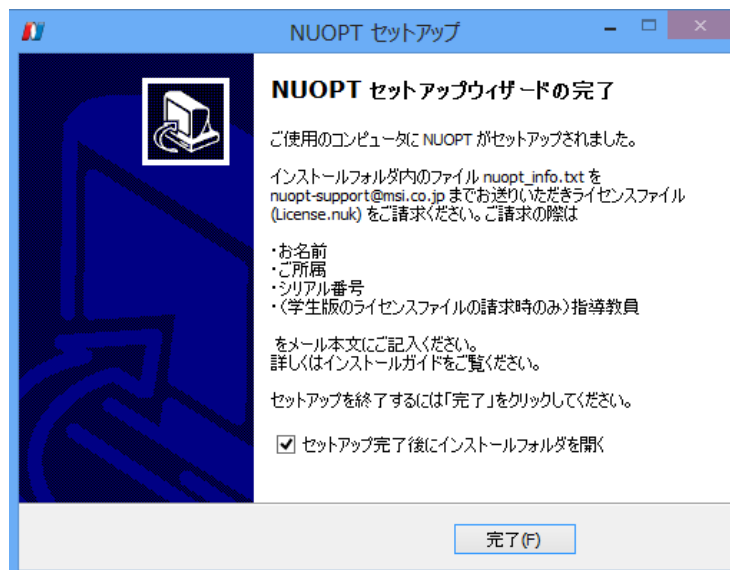 NUOPT セットアップ
NUOPT セットアップウィザードの完了
ご使用のコンピュータに NUOPT がセットアップされました。
インストールフォルダ内のファイル nuopt_info.txt を
nuopt-support@msi.co.jp までお送りいただきライセンスファイル
(License.nuk) をご請求ください。ご請求の際は
・お名前
・ご所属
・シリアル番号
・(学生版のライセンスファイルの請求時のみ)指導教員
をメール本文にご記入ください。
詳しくはインストールガイドをご覧ください。
セットアップを終了するには「完了」をクリックしてください。
セットアップ完了後にインストールフォルダを開く
完了(F)